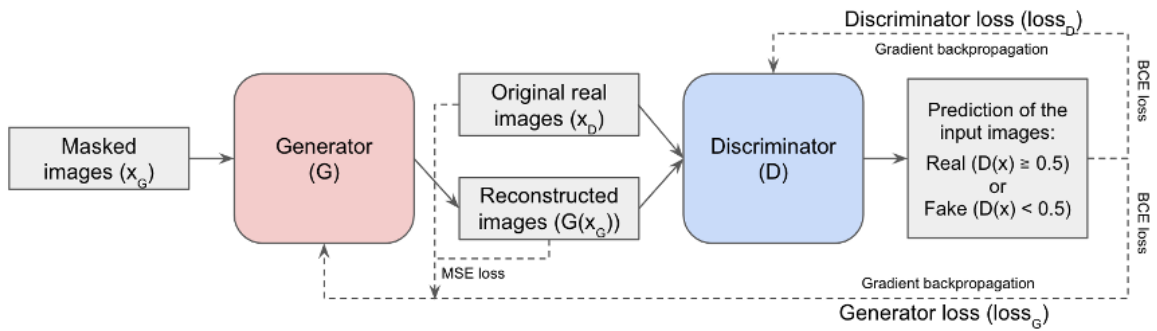 Discriminator loss (loss_D)
Gradient backpropagation
BCE loss
Masked
images (x_G)
Generator
(G)
Original real
images (x_D)
Reconstructed
images (G(x_G))
MSE loss
Discriminator
(D)
Prediction of the
input images:
Real (D(x) ≥ 0.5)
or
Fake (D(x) < 0.5)
BCE loss
Gradient backpropagation
Generator loss (loss_G)